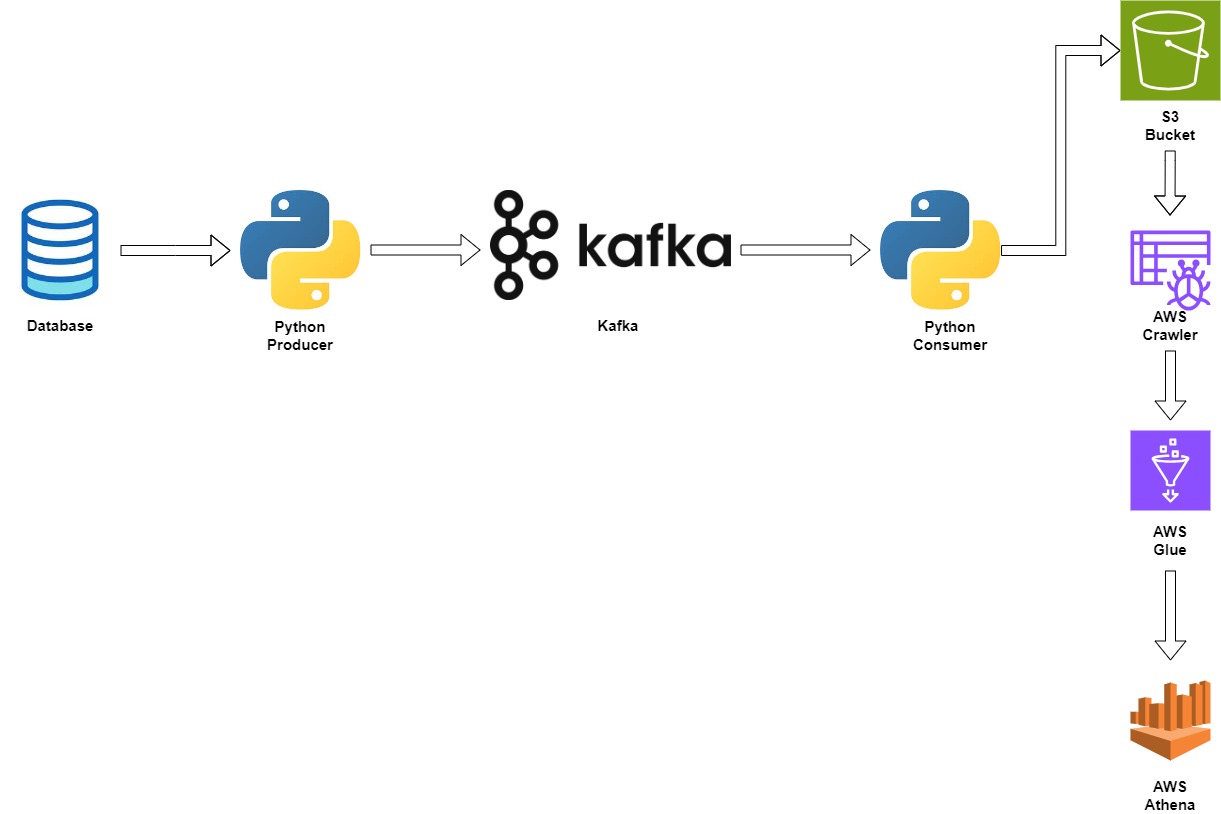 S3
Bucket
kafka
Database
Python
Producer
Kafka
Python
Consumer
AWS
Crawler
AWS
Glue
AWS
Athena